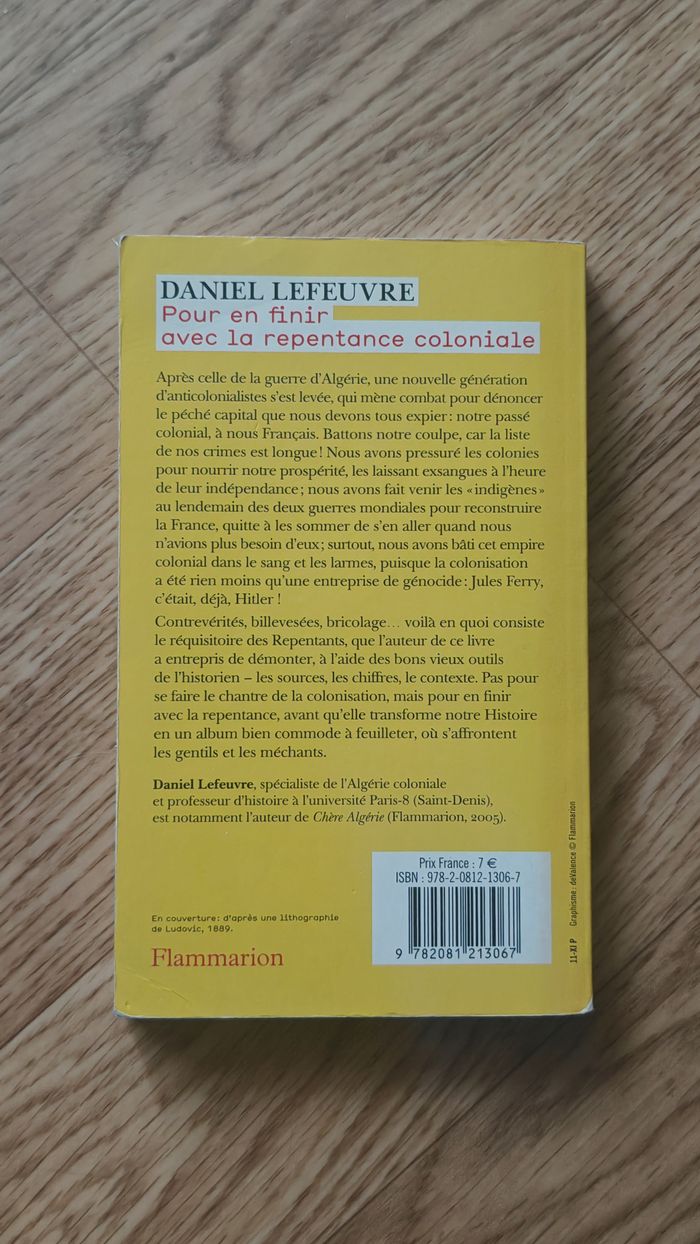 DANIEL LEFEUVRE
Pour en finir
avec la repentance coloniale
Après celle de la guerre d'Algérie, une nouvelle génération
d'anticolonialistes s'est levée, qui mène combat pour dénoncer
le péché capital que nous devons tous expier : notre passé
colonial, à nous Français. Battons notre coulpe, car la liste
de nos crimes est longue ! Nous avons pressuré les colonies
pour nourrir notre prospérité, les laissant exsangues à l'heure
de leur indépendance ; nous avons fait venir les « indigènes »
au lendemain des deux guerres mondiales pour reconstruire
la France, quitte à les sommer de s'en aller quand nous
n'avions plus besoin d'eux ; surtout, nous avons bâti cet empire
colonial dans le sang et les larmes, puisque la colonisation
a été rien moins qu'une entreprise de génocide : Jules Ferry,
c'était, déjà, Hitler !
Contrevérités, billevesées, bricolage… voilà en quoi consiste
le réquisitoire des Repentants, que l'auteur de ce livre
a entrepris de démonter, à l'aide des bons vieux outils
de l'historien – les sources, les chiffres, le contexte. Pas pour
se faire le chantre de la colonisation, mais pour en finir
avec la repentance, avant qu'elle transforme notre Histoire
en un album bien commode à feuilleter, où s'affrontent
les gentils et les méchants.
Daniel Lefeuvre, spécialiste de l'Algérie coloniale
et professeur d'histoire à l'université Paris-8 (Saint-Denis),
est notamment l'auteur de Chère Algérie (Flammarion, 2005).
Prix France : 7 €
ISBN : 978-2-0812-1306-7
9 782081 213067
En couverture : d'après une lithographie
de Ludovic, 1889.
Flammarion
11-XI P Graphisme : deValence © Flammarion